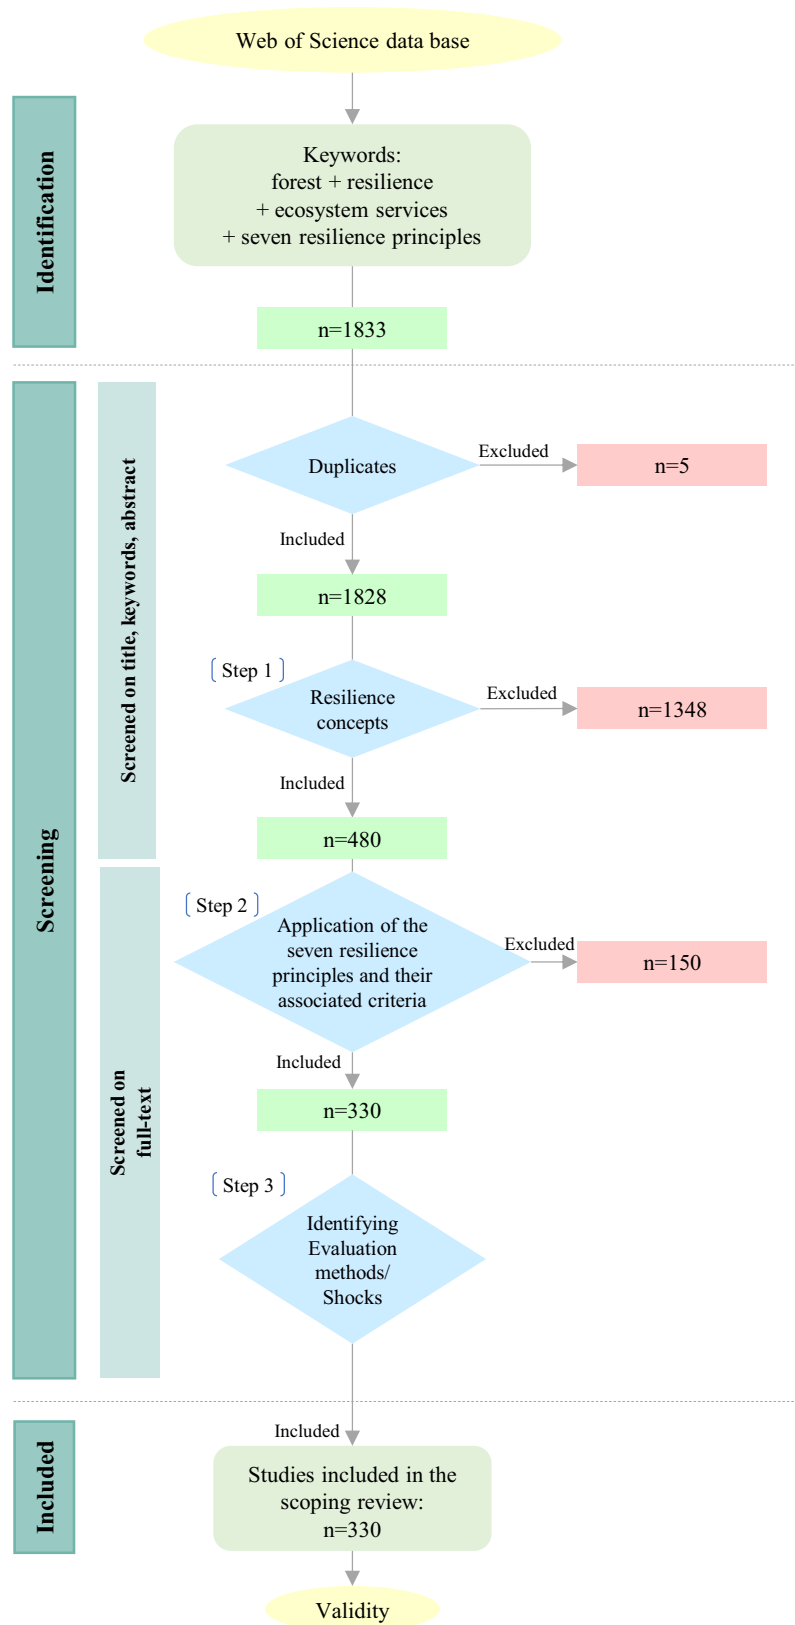 Web of Science data base
Identification
Keywords:
forest + resilience
+ ecosystem services
+ seven resilience principles
n=1833
Screening
Screened on title, keywords, abstract
Duplicates
Excluded
n=5
Included
n=1828
Step 1
Resilience
concepts
Excluded
n=1348
Included
n=480
Screened on
full-text
Step 2
Application of the
seven resilience
principles and their
associated criteria
Excluded
n=150
Included
n=330
Step 3
Identifying
Evaluation
methods/
Shocks
Included
Included
Studies included in the
scoping review:
n=330
Validity